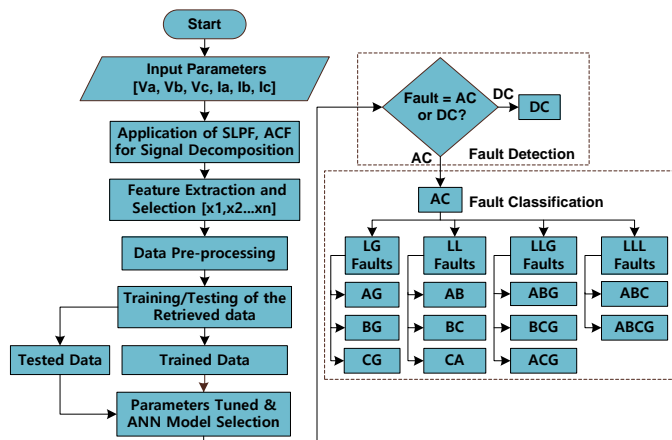 Start
Input Parameters
[Va, Vb, Vc, Ia, Ib, Ic]
Application of SLPF, ACF
for Signal Decomposition
Feature Extraction and
Selection [x1,x2...xn]
Data Pre-processing
Training/Testing of the
Retrieved data
Tested Data
Trained Data
Parameters Tuned &
ANN Model Selection
Fault = AC
or DC?
DC
DC
AC
Fault Detection
AC
Fault Classification
LG
Faults
LL
Faults
LLG
Faults
LLL
Faults
AG
AB
ABG
ABC
BG
BC
BCG
ABCG
CG
CA
ACG